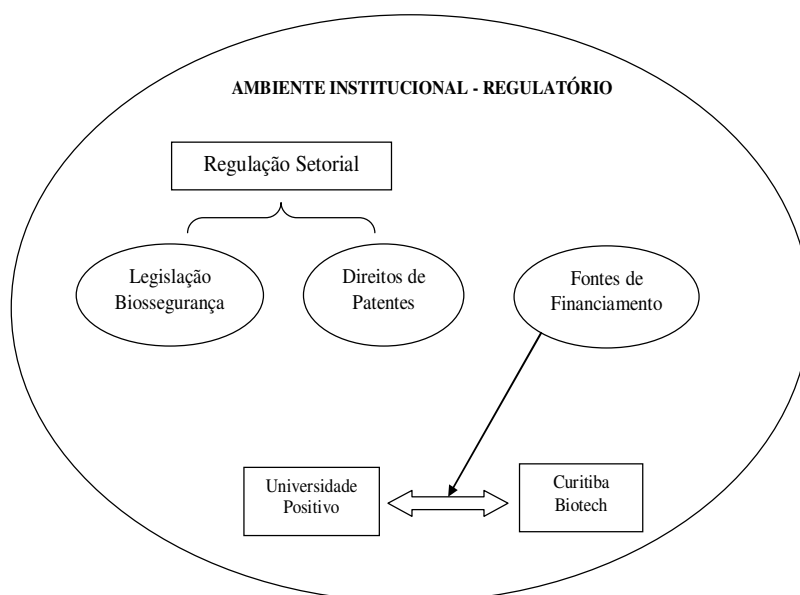 AMBIENTE INSTITUCIONAL - REGULATÓRIO
Regulação Setorial
Legislação
Biossegurança
Direitos de
Patentes
Fontes de
Financiamento
Universidade
Positivo
Curitiba
Biotech